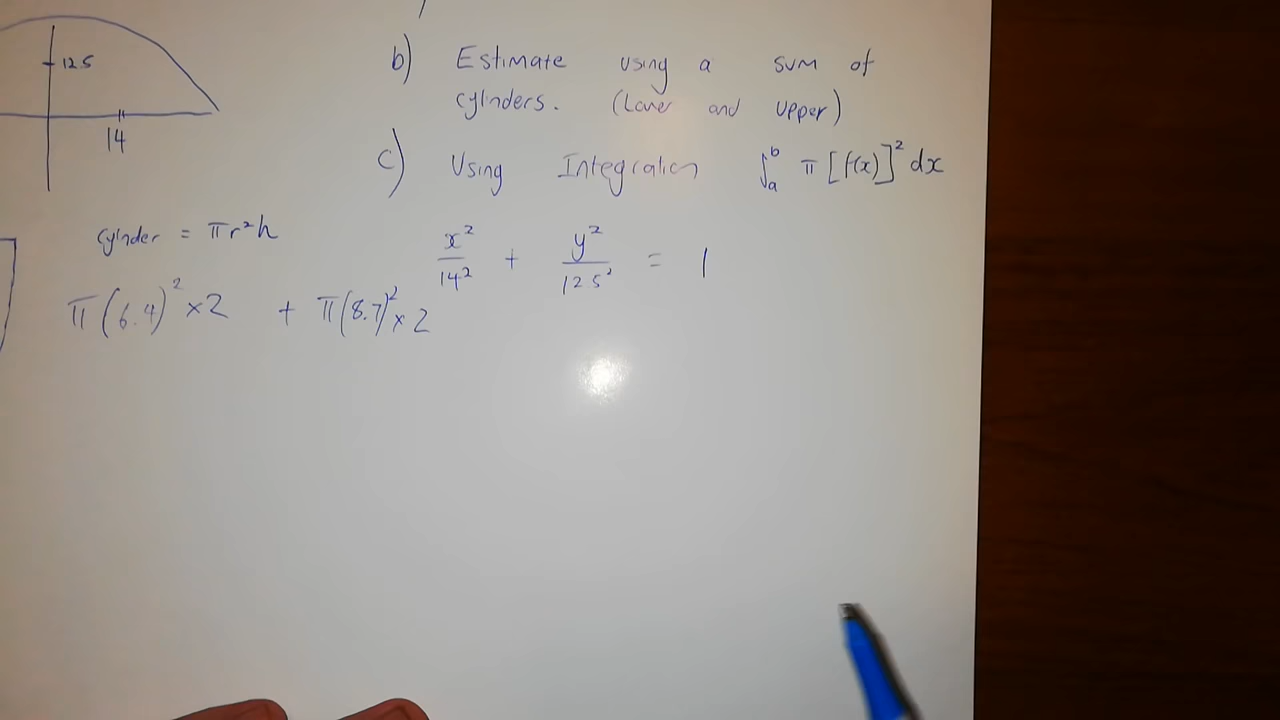 12.5
14
b) Estimate using a sum of
cylinders. (Lower and Upper)
c) Using Integration ∫ₐᵇ π [f(x)]² dx
cylinder = πr²h
x²/14² + y²/12.5² = 1
π(6.4)² × 2 + π(8.7)² × 2